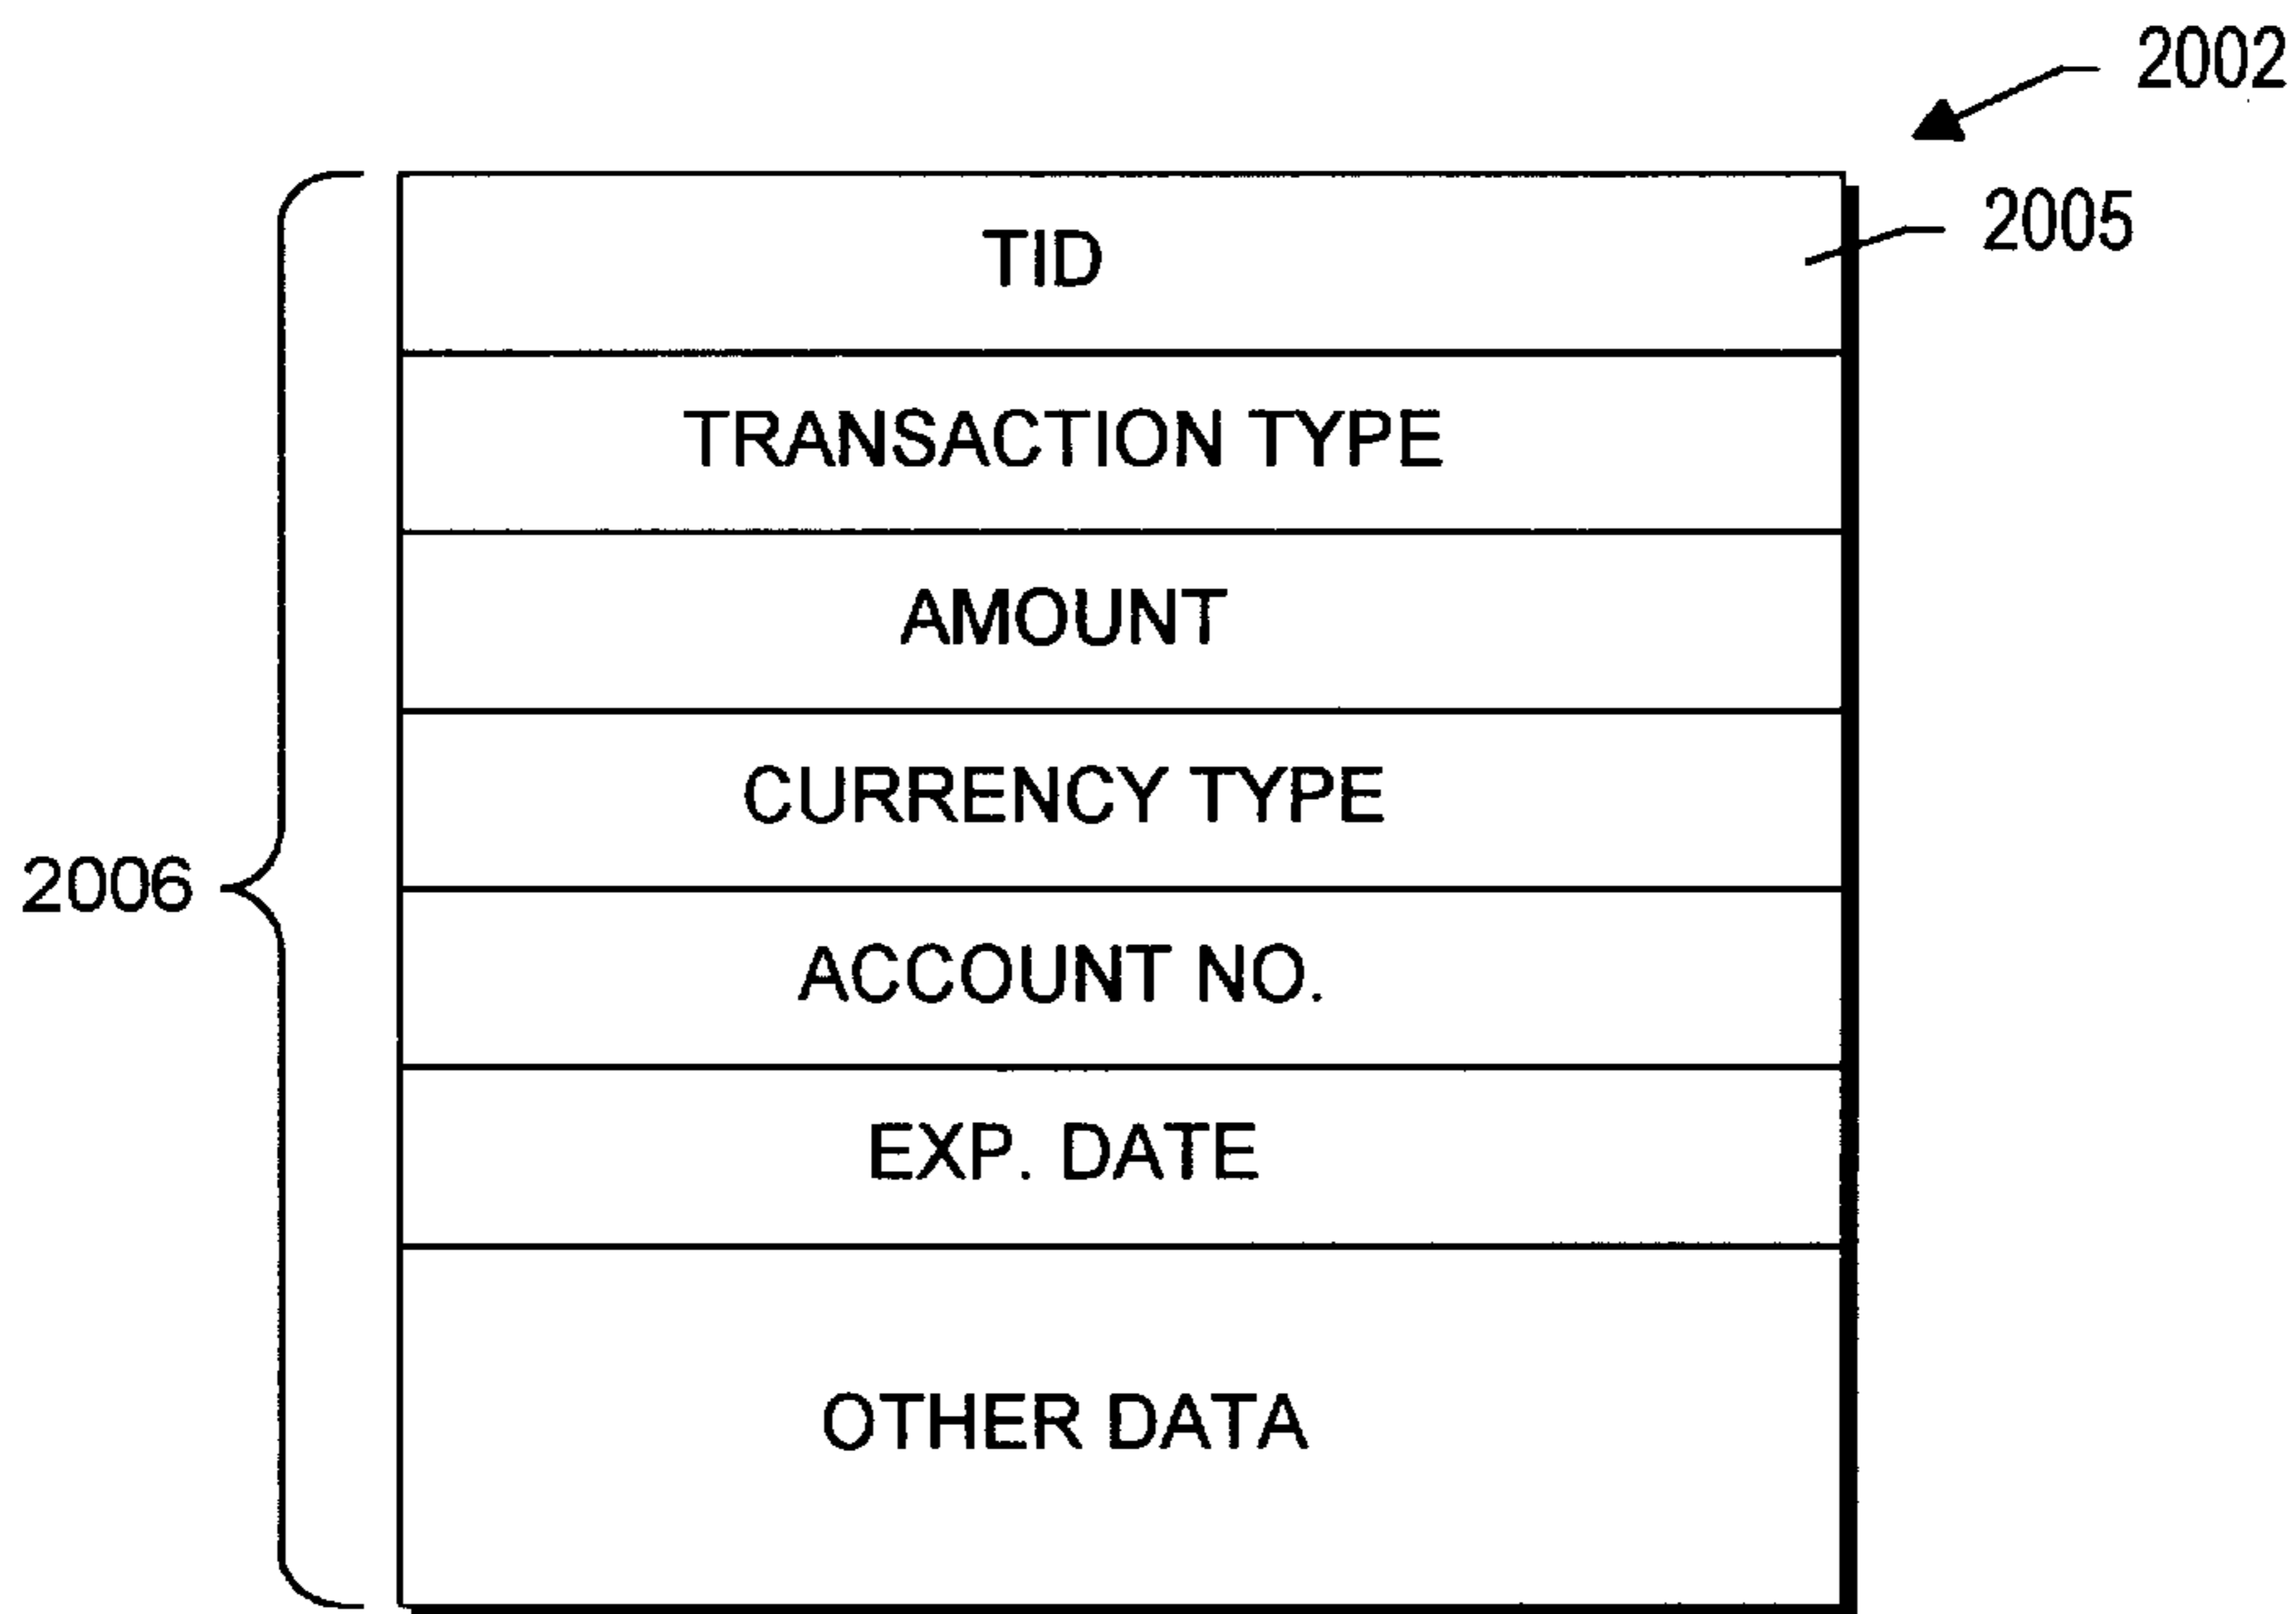 2002
2005
TID
TRANSACTION TYPE
AMOUNT
CURRENCY TYPE
2006
ACCOUNT NO.
EXP. DATE
OTHER DATA